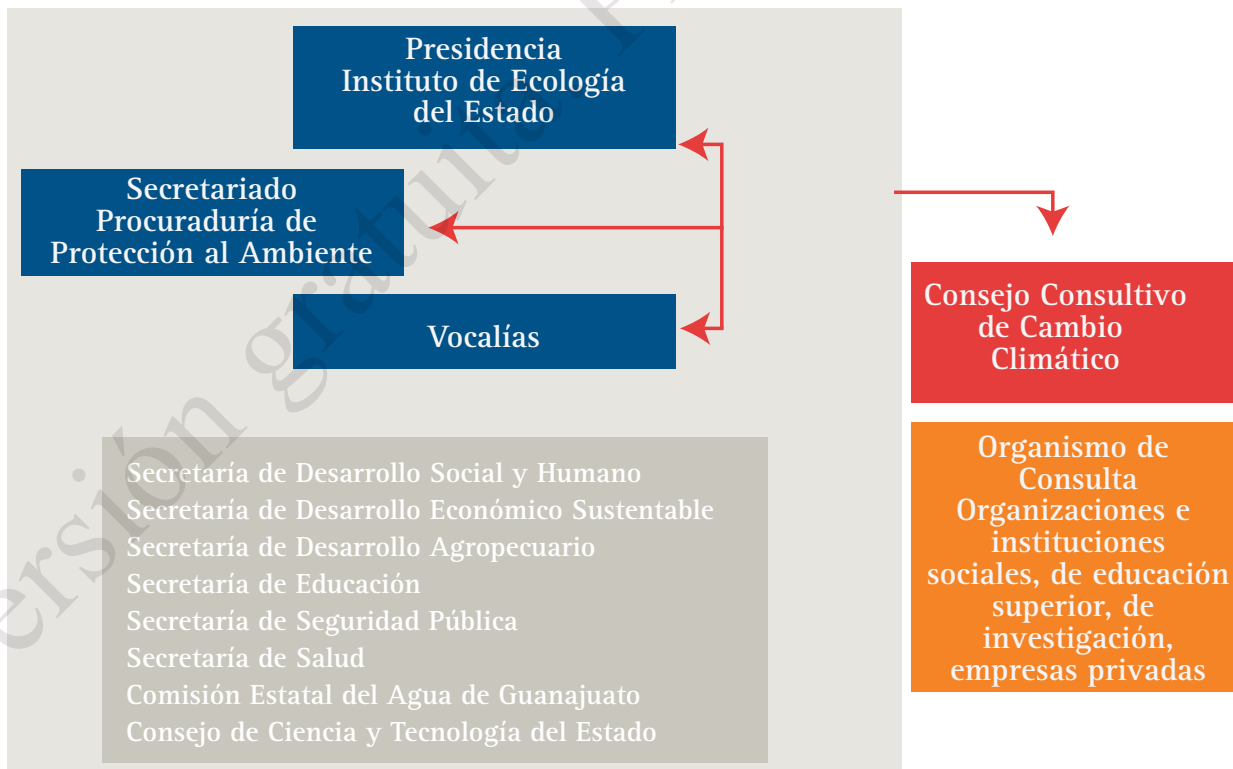 Presidencia
Instituto de Ecología
del Estado
Secretariado
Procuraduría de
Protección al Ambiente
Vocalías
Secretaría de Desarrollo Social y Humano
Secretaría de Desarrollo Económico Sustentable
Secretaría de Desarrollo Agropecuario
Secretaría de Educación
Secretaría de Seguridad Pública
Secretaría de Salud
Comisión Estatal del Agua de Guanajuato
Consejo de Ciencia y Tecnología del Estado
Consejo Consultivo
de Cambio
Climático
Organismo de
Consulta
Organizaciones e
instituciones
sociales, de educación
superior, de
investigación,
empresas privadas
gratuita